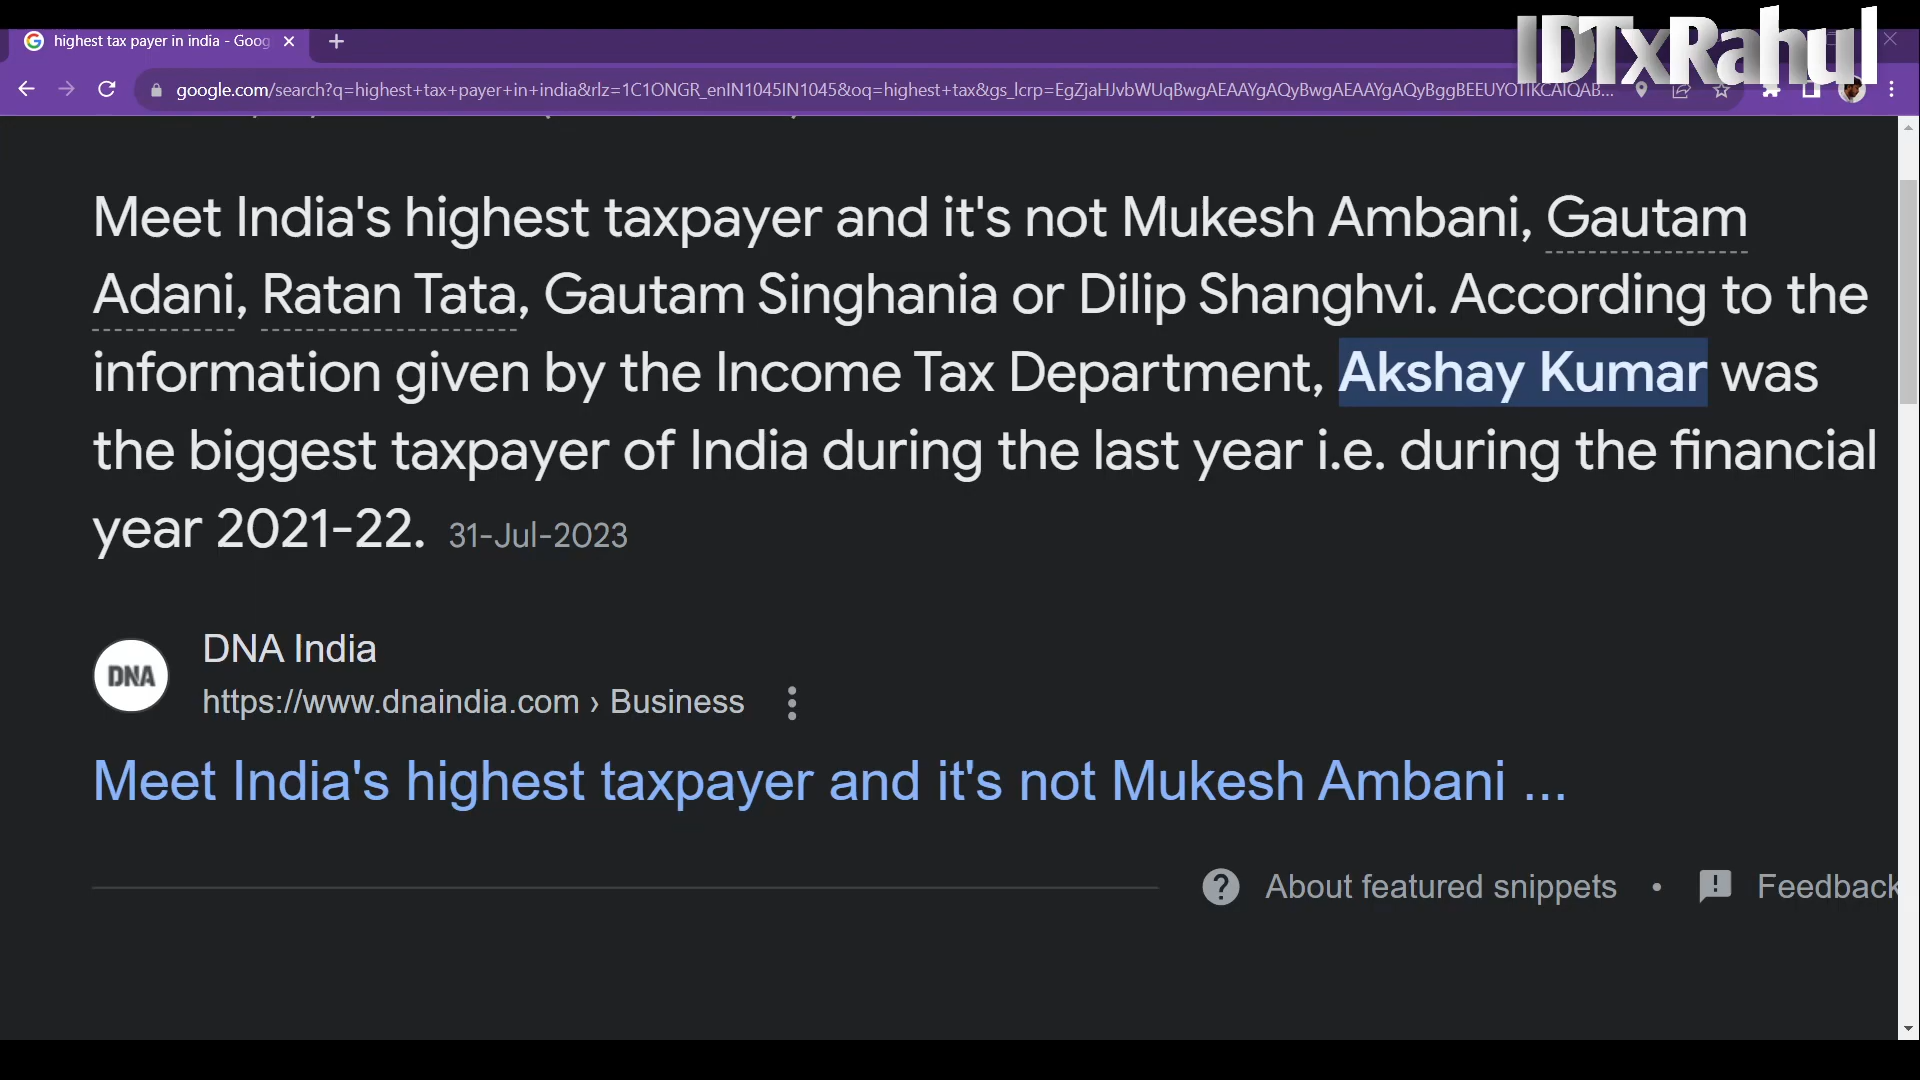 IDTxRahul
highest tax payer in india - Goog
google.com/search?q=highest+tax+payer+in+india&rlz=1C1ONGR_enIN1045IN1045&oq=highest+tax&gs_lcrp=EgZjaHJvbWUqBwgAEAAYgAQyBwgAEAAYgAQyBggBEEUYOTIKCAIQAB...
Meet India's highest taxpayer and it's not Mukesh Ambani, Gautam
Adani, Ratan Tata, Gautam Singhania or Dilip Shanghvi. According to the
information given by the Income Tax Department, Akshay Kumar was
the biggest taxpayer of India during the last year i.e. during the financial
year 2021-22. 31-Jul-2023
DNA
DNA India
https://www.dnaindia.com › Business
Meet India's highest taxpayer and it's not Mukesh Ambani ...
About featured snippets • Feedback